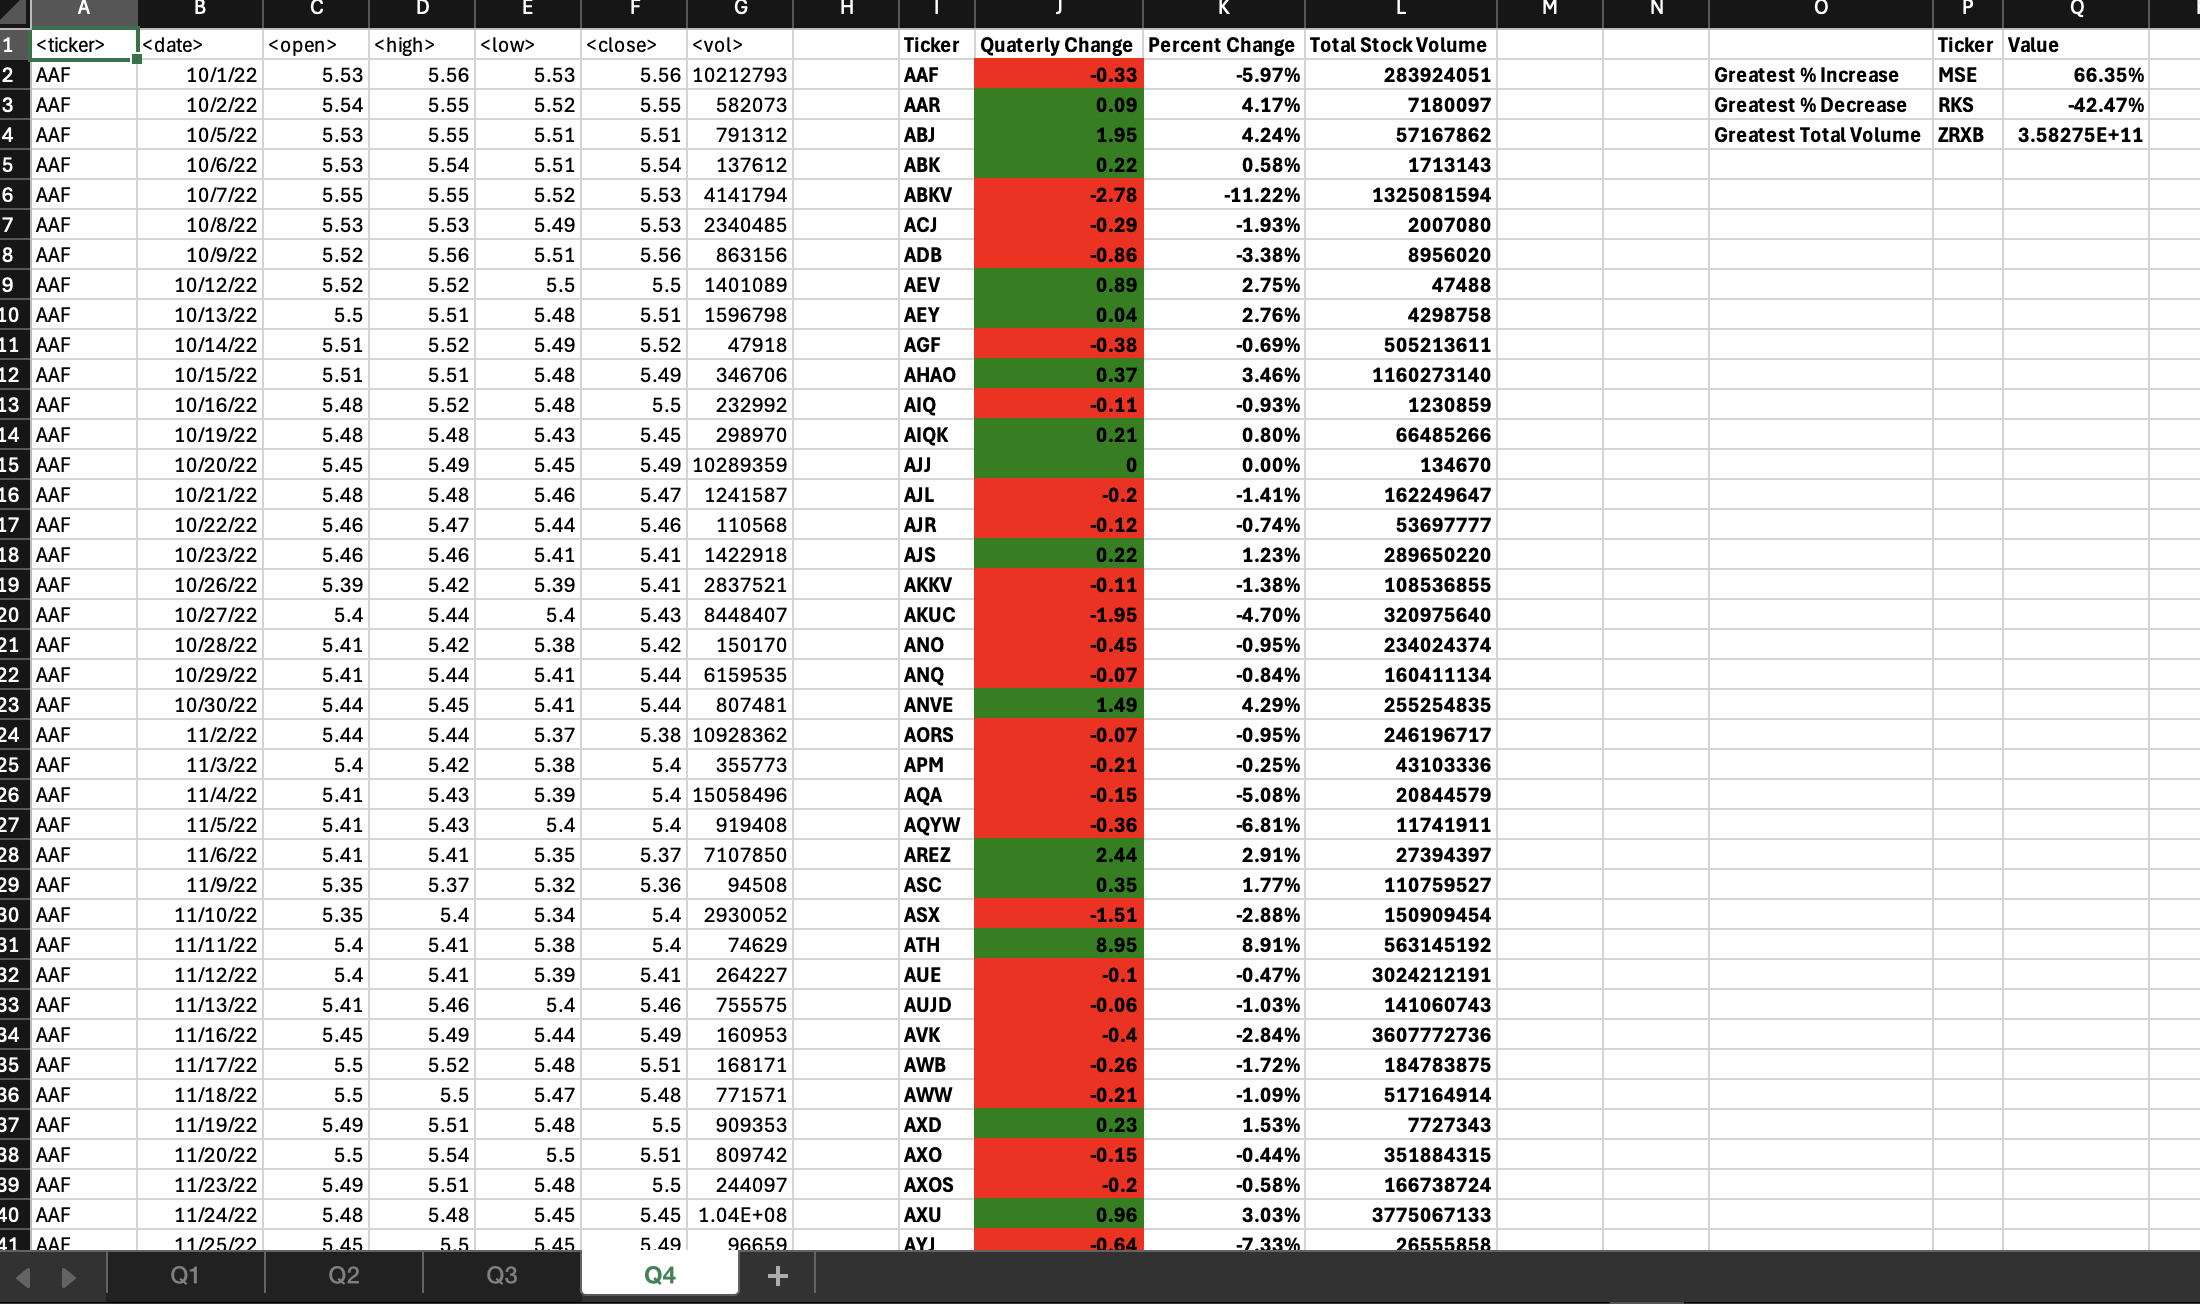 A B C D E F G H I J K L M N O P Q
1 <ticker> <date> <open> <high> <low> <close> <vol> Ticker Quaterly Change Percent Change Total Stock Volume Ticker Value
2 AAF 10/1/22 5.53 5.56 5.53 5.56 10212793 AAF -0.33 -5.97% 283924051 Greatest % Increase MSE 66.35%
3 AAF 10/2/22 5.54 5.55 5.52 5.55 582073 AAR 0.09 4.17% 7180097 Greatest % Decrease RKS -42.47%
4 AAF 10/5/22 5.53 5.55 5.51 5.51 791312 ABJ 1.95 4.24% 57167862 Greatest Total Volume ZRXB 3.58275E+11
5 AAF 10/6/22 5.53 5.54 5.51 5.54 137612 ABK 0.22 0.58% 1713143
6 AAF 10/7/22 5.55 5.55 5.52 5.53 4141794 ABKV -2.78 -11.22% 1325081594
7 AAF 10/8/22 5.53 5.53 5.49 5.53 2340485 ACJ -0.29 -1.93% 2007080
8 AAF 10/9/22 5.52 5.56 5.51 5.56 863156 ADB -0.86 -3.38% 8956020
9 AAF 10/12/22 5.52 5.52 5.5 5.5 1401089 AEV 0.89 2.75% 47488
10 AAF 10/13/22 5.5 5.51 5.48 5.51 1596798 AEY 0.04 2.76% 4298758
11 AAF 10/14/22 5.51 5.52 5.49 5.52 47918 AGF -0.38 -0.69% 505213611
12 AAF 10/15/22 5.51 5.51 5.48 5.49 346706 AHAO 0.37 3.46% 1160273140
13 AAF 10/16/22 5.48 5.52 5.48 5.5 232992 AIQ -0.11 -0.93% 1230859
14 AAF 10/19/22 5.48 5.48 5.43 5.45 298970 AIQK 0.21 0.80% 66485266
15 AAF 10/20/22 5.45 5.49 5.45 5.49 10289359 AJJ 0 0.00% 134670
16 AAF 10/21/22 5.48 5.48 5.46 5.47 1241587 AJL -0.2 -1.41% 162249647
17 AAF 10/22/22 5.46 5.47 5.44 5.46 110568 AJR -0.12 -0.74% 53697777
18 AAF 10/23/22 5.46 5.46 5.41 5.41 1422918 AJS 0.22 1.23% 289650220
19 AAF 10/26/22 5.39 5.42 5.39 5.41 2837521 AKKV -0.11 -1.38% 108536855
20 AAF 10/27/22 5.4 5.44 5.4 5.43 8448407 AKUC -1.95 -4.70% 320975640
21 AAF 10/28/22 5.41 5.42 5.38 5.42 150170 ANO -0.45 -0.95% 234024374
22 AAF 10/29/22 5.41 5.44 5.41 5.44 6159535 ANQ -0.07 -0.84% 160411134
23 AAF 10/30/22 5.44 5.45 5.41 5.44 807481 ANVE 1.49 4.29% 255254835
24 AAF 11/2/22 5.44 5.44 5.37 5.38 10928362 AORS -0.07 -0.95% 246196717
25 AAF 11/3/22 5.4 5.42 5.38 5.4 355773 APM -0.21 -0.25% 43103336
26 AAF 11/4/22 5.41 5.43 5.39 5.4 15058496 AQA -0.15 -5.08% 20844579
27 AAF 11/5/22 5.41 5.43 5.4 5.4 919408 AQYW -0.36 -6.81% 11741911
28 AAF 11/6/22 5.41 5.41 5.35 5.37 7107850 AREZ 2.44 2.91% 27394397
29 AAF 11/9/22 5.35 5.37 5.32 5.36 94508 ASC 0.35 1.77% 110759527
30 AAF 11/10/22 5.35 5.4 5.34 5.4 2930052 ASX -1.51 -2.88% 150909454
31 AAF 11/11/22 5.4 5.41 5.38 5.4 74629 ATH 8.95 8.91% 563145192
32 AAF 11/12/22 5.4 5.41 5.39 5.41 264227 AUE -0.1 -0.47% 3024212191
33 AAF 11/13/22 5.41 5.46 5.4 5.46 755575 AUJD -0.06 -1.03% 141060743
34 AAF 11/16/22 5.45 5.49 5.44 5.49 160953 AVK -0.4 -2.84% 3607772736
35 AAF 11/17/22 5.5 5.52 5.48 5.51 168171 AWB -0.26 -1.72% 184783875
36 AAF 11/18/22 5.5 5.5 5.47 5.48 771571 AWW -0.21 -1.09% 517164914
37 AAF 11/19/22 5.49 5.51 5.48 5.5 909353 AXD 0.23 1.53% 7727343
38 AAF 11/20/22 5.5 5.54 5.5 5.51 809742 AXO -0.15 -0.44% 351884315
39 AAF 11/23/22 5.49 5.51 5.48 5.5 244097 AXOS -0.2 -0.58% 166738724
40 AAF 11/24/22 5.48 5.48 5.45 5.45 1.04E+08 AXU 0.96 3.03% 3775067133
41 AAF 11/25/22 5.45 5.5 5.45 5.49 96659 AYJ -0.64 -7.33% 26555858
Q1 Q2 Q3 Q4 +